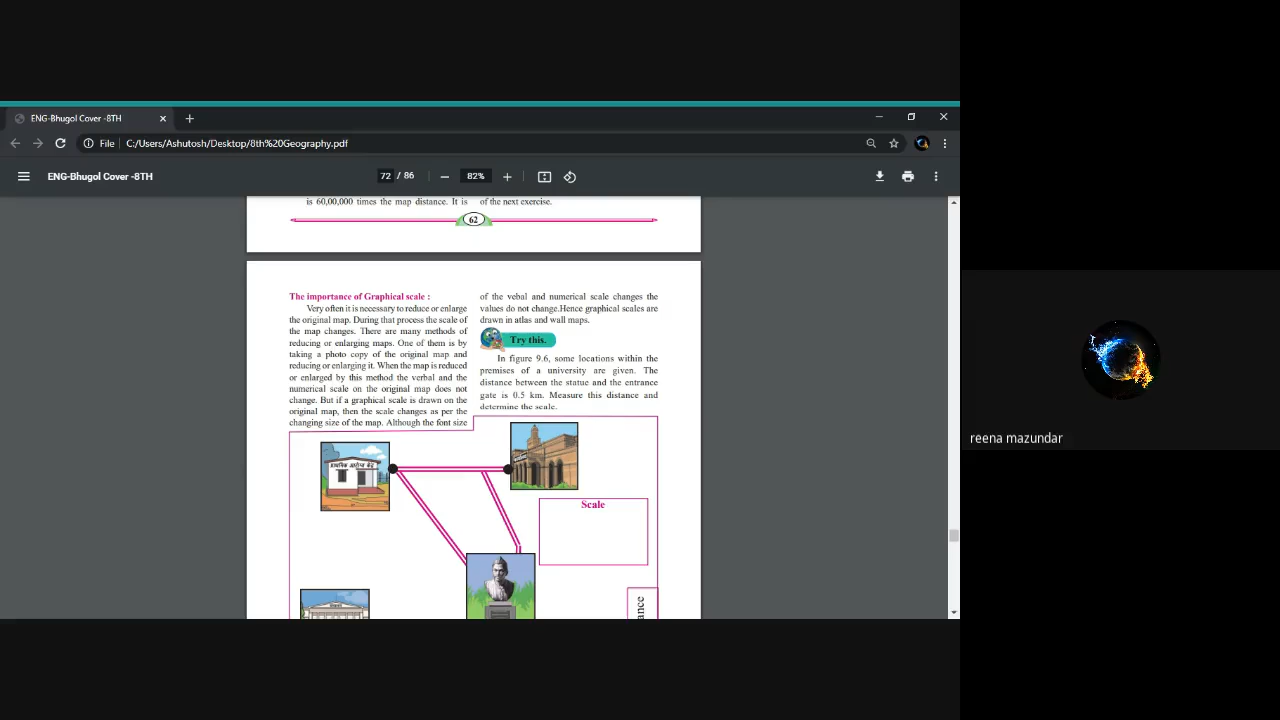 ENG-Bhugol Cover -8TH
File
C:/Users/Ashutosh/Desktop/8th%20Geography.pdf
ENG-Bhugol Cover -8TH
72 / 86
82%
is 60,00,000 times the map distance. It is
of the next exercise.
62
The importance of Graphical scale :
Very often it is necessary to reduce or enlarge
the original map. During that process the scale of
the map changes. There are many methods of
reducing or enlarging maps. One of them is by
taking a photo copy of the original map and
reducing or enlarging it. When the map is reduced
or enlarged by this method the verbal and the
numerical scale on the original map does not
change. But if a graphical scale is drawn on the
original map, then the scale changes as per the
changing size of the map. Although the font size
of the vebal and numerical scale changes the
values do not change.Hence graphical scales are
drawn in atlas and wall maps.
Try this.
In figure 9.6, some locations within the
premises of a university are given. The
distance between the statue and the entrance
gate is 0.5 km. Measure this distance and
determine the scale.
प्राथमिक आरोग्य केंद्र
Scale
ance
reena mazundar